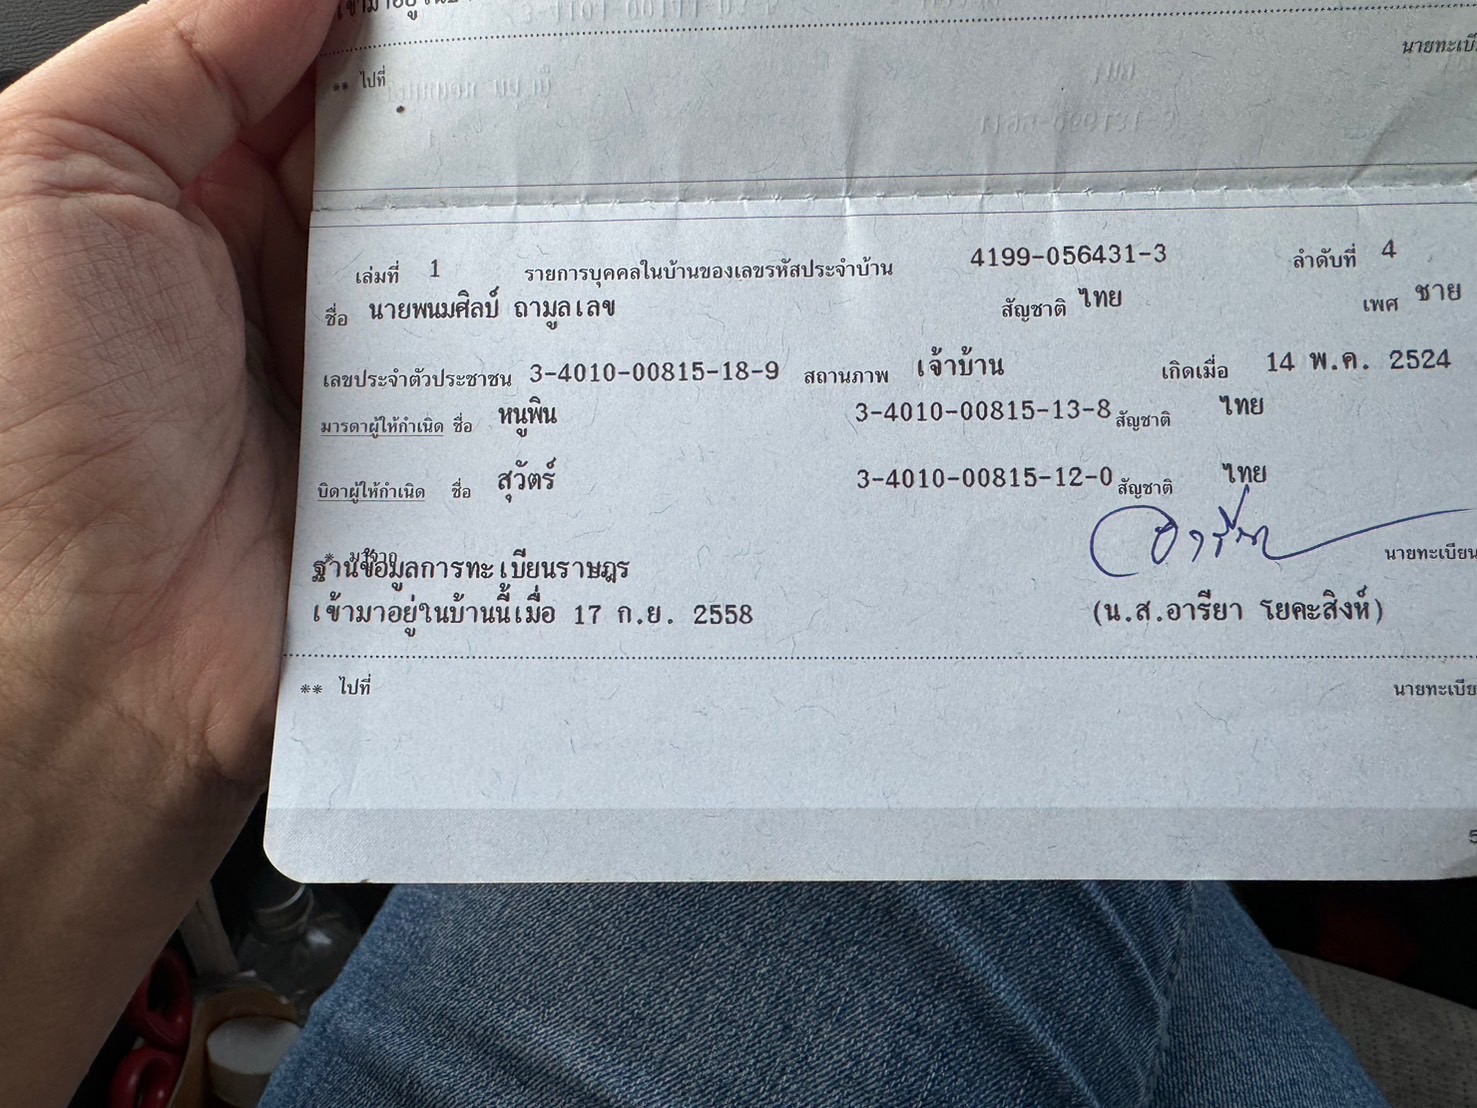 ** ไปที่
เล่มที่ 1 รายการบุคคลในบ้านของเลขรหัสประจำบ้าน 4199-056431-3 ลำดับที่ 4
ชื่อ นายพนมศิลป์ ถามูลเลข สัญชาติ ไทย เพศ ชาย
เลขประจำตัวประชาชน 3-4010-00815-18-9 สถานภาพ เจ้าบ้าน เกิดเมื่อ 14 พ.ค. 2524
มารดาผู้ให้กำเนิด ชื่อ หนูพิน 3-4010-00815-13-8 สัญชาติ ไทย
บิดาผู้ให้กำเนิด ชื่อ สุวัตร์ 3-4010-00815-12-0 สัญชาติ ไทย
* มาจาก
ฐานข้อมูลการทะเบียนราษฎร
อารียา นายทะเบียน
เข้ามาอยู่ในบ้านนี้เมื่อ 17 ก.ย. 2558 (น.ส.อารียา โยคะสิงห์)
** ไปที่